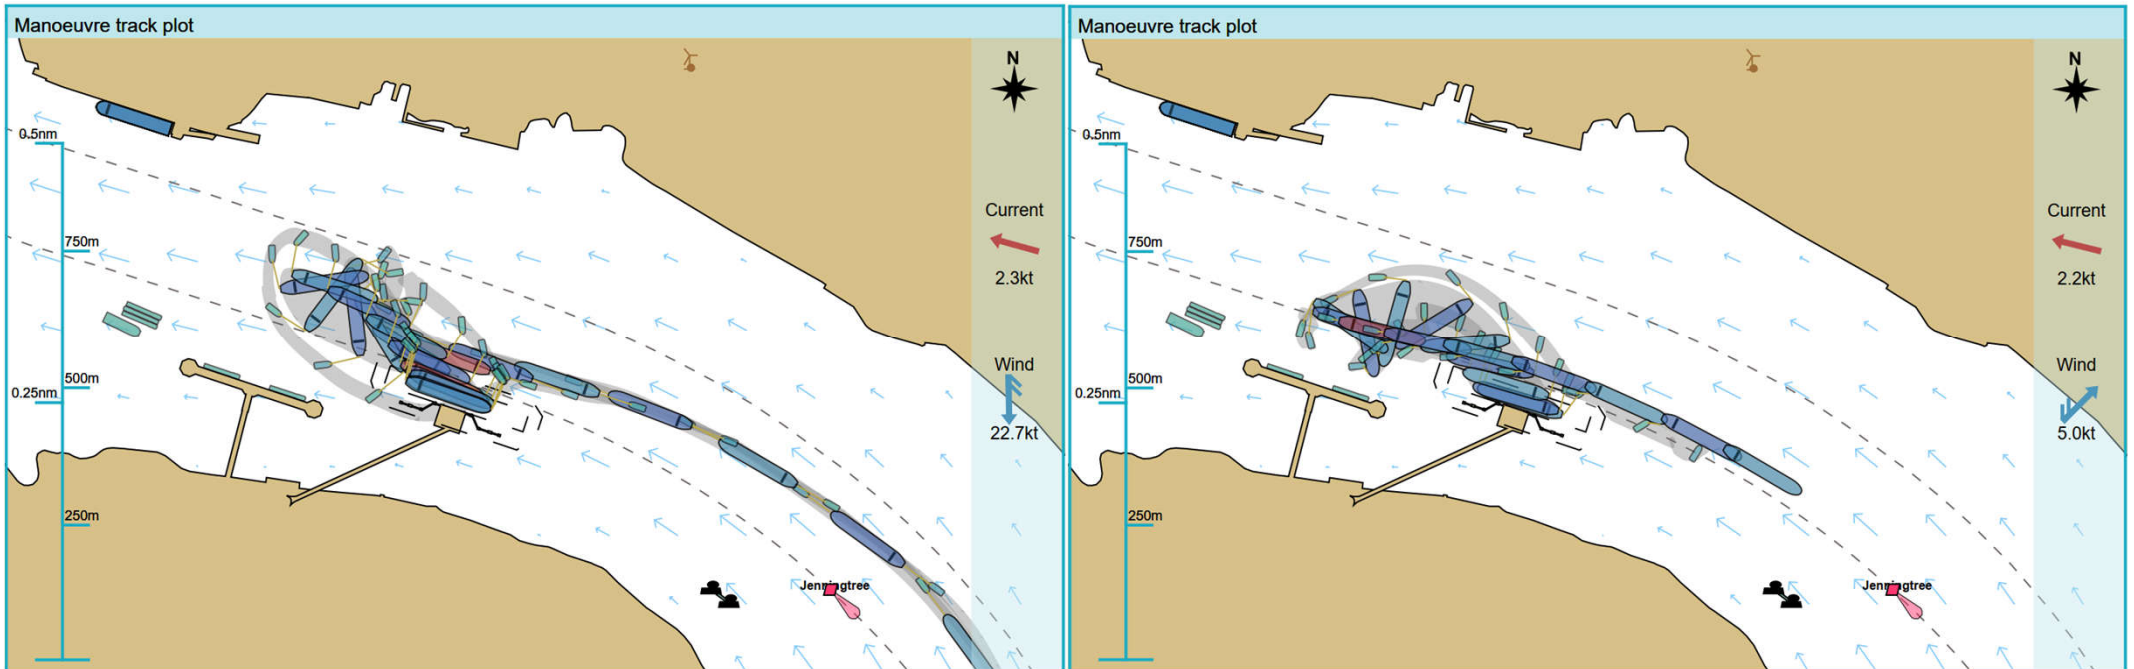 Manoeuvre track plot
N
0.5nm
Current
750m
2.3kt
Wind
500m
0.25nm
22.7kt
250m
Jenningtree
Manoeuvre track plot
N
0.5nm
Current
750m
2.2kt
Wind
500m
0.25nm
5.0kt
250m
Jenningtree